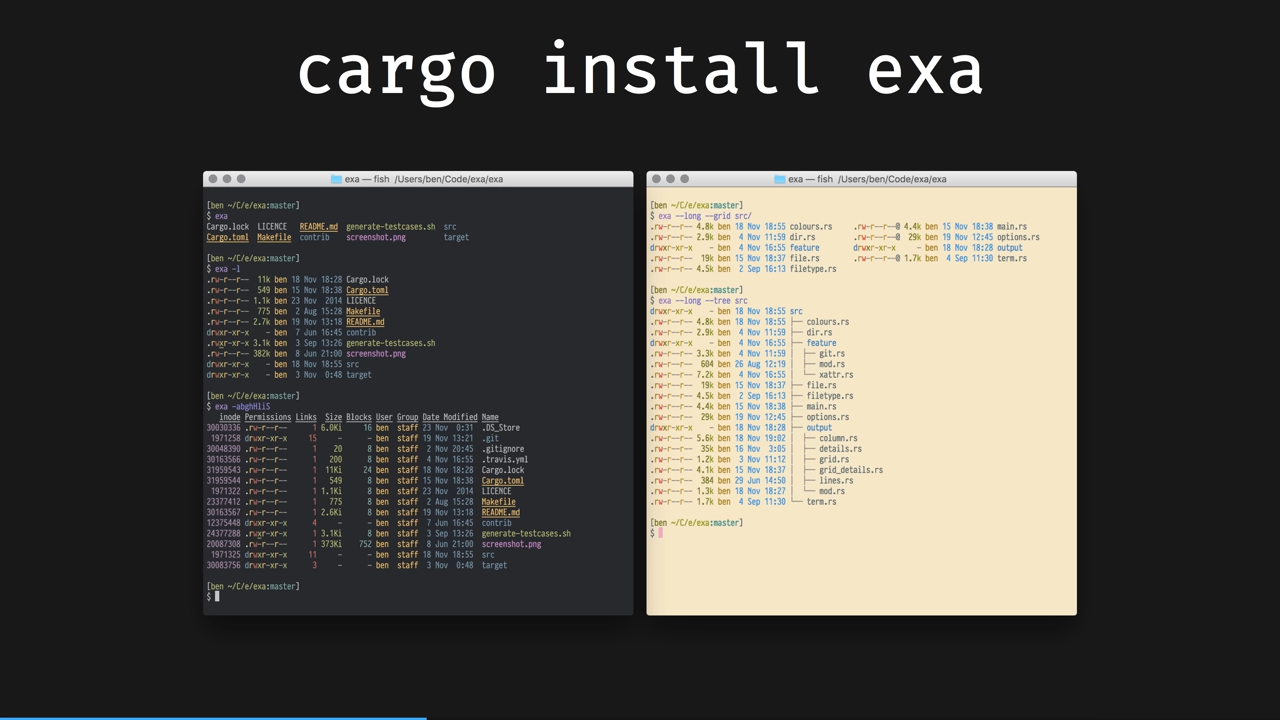 cargo install exa
exa — fish  /Users/ben/Code/exa/exa
[ben ~/C/e/exa:master]
$ exa
Cargo.lock  LICENCE   README.md  generate-testcases.sh  src
Cargo.toml  Makefile  contrib    screenshot.png         target
[ben ~/C/e/exa:master]
$ exa -l
.rw-r--r--  11k ben 18 Nov 18:28 Cargo.lock
.rw-r--r--  549 ben 15 Nov 18:38 Cargo.toml
.rw-r--r-- 1.1k ben 23 Nov  2014 LICENCE
.rw-r--r--  775 ben  2 Aug 15:28 Makefile
.rw-r--r-- 2.7k ben 19 Nov 13:18 README.md
drwxr-xr-x    - ben  7 Jun 16:45 contrib
.rwxr-xr-x 3.1k ben  3 Sep 13:26 generate-testcases.sh
.rw-r--r-- 382k ben  8 Jun 21:00 screenshot.png
drwxr-xr-x    - ben 18 Nov 18:55 src
drwxr-xr-x    - ben  3 Nov  0:48 target
[ben ~/C/e/exa:master]
$ exa -abghHliS
   inode Permissions Links  Size Blocks User Group Date Modified Name
30030336 .rw-r--r--      1 6.0Ki     16 ben  staff 23 Nov  0:31  .DS_Store
 1971258 drwxr-xr-x     15     -      - ben  staff 19 Nov 13:21  .git
30048390 .rw-r--r--      1    20      8 ben  staff  2 Nov 20:45  .gitignore
30163566 .rw-r--r--      1   200      8 ben  staff  4 Nov 16:55  .travis.yml
31959543 .rw-r--r--      1  11Ki     24 ben  staff 18 Nov 18:28  Cargo.lock
31959544 .rw-r--r--      1   549      8 ben  staff 15 Nov 18:38  Cargo.toml
 1971322 .rw-r--r--      1 1.1Ki      8 ben  staff 23 Nov  2014  LICENCE
23377412 .rw-r--r--      1   775      8 ben  staff  2 Aug 15:28  Makefile
30163567 .rw-r--r--      1 2.6Ki      8 ben  staff 19 Nov 13:18  README.md
12375448 drwxr-xr-x      4     -      - ben  staff  7 Jun 16:45  contrib
24377288 .rwxr-xr-x      1 3.1Ki      8 ben  staff  3 Sep 13:26  generate-testcases.sh
20087308 .rw-r--r--      1 373Ki    752 ben  staff  8 Jun 21:00  screenshot.png
 1971325 drwxr-xr-x     11     -      - ben  staff 18 Nov 18:55  src
30083756 drwxr-xr-x      3     -      - ben  staff  3 Nov  0:48  target
[ben ~/C/e/exa:master]
$
exa — fish  /Users/ben/Code/exa/exa
[ben ~/C/e/exa:master]
$ exa --long --grid src/
.rw-r--r-- 4.8k ben 18 Nov 18:55 colours.rs    .rw-r--r--@ 4.4k ben 15 Nov 18:38 main.rs
.rw-r--r-- 2.9k ben  4 Nov 11:59 dir.rs        .rw-r--r--@  29k ben 19 Nov 12:45 options.rs
drwxr-xr-x    - ben  4 Nov 16:55 feature       drwxr-xr-x     - ben 18 Nov 18:28 output
.rw-r--r--  19k ben 15 Nov 18:37 file.rs       .rw-r--r--@ 1.7k ben  4 Sep 11:30 term.rs
.rw-r--r-- 4.5k ben  2 Sep 16:13 filetype.rs
[ben ~/C/e/exa:master]
$ exa --long --tree src
drwxr-xr-x    - ben 18 Nov 18:55 src
.rw-r--r-- 4.8k ben 18 Nov 18:55 ├── colours.rs
.rw-r--r-- 2.9k ben  4 Nov 11:59 ├── dir.rs
drwxr-xr-x    - ben  4 Nov 16:55 ├── feature
.rw-r--r-- 3.3k ben  4 Nov 11:59 │  ├── git.rs
.rw-r--r--  604 ben 26 Aug 12:19 │  ├── mod.rs
.rw-r--r-- 7.2k ben  4 Nov 16:55 │  └── xattr.rs
.rw-r--r--  19k ben 15 Nov 18:37 ├── file.rs
.rw-r--r-- 4.5k ben  2 Sep 16:13 ├── filetype.rs
.rw-r--r-- 4.4k ben 15 Nov 18:38 ├── main.rs
.rw-r--r--  29k ben 19 Nov 12:45 ├── options.rs
drwxr-xr-x    - ben 18 Nov 18:28 ├── output
.rw-r--r-- 5.6k ben 18 Nov 19:02 │  ├── column.rs
.rw-r--r--  35k ben 16 Nov  3:05 │  ├── details.rs
.rw-r--r-- 1.2k ben  3 Nov 11:12 │  ├── grid.rs
.rw-r--r-- 4.1k ben 15 Nov 18:37 │  ├── grid_details.rs
.rw-r--r--  384 ben 29 Jun 14:50 │  ├── lines.rs
.rw-r--r-- 1.3k ben 18 Nov 18:27 │  └── mod.rs
.rw-r--r-- 1.7k ben  4 Sep 11:30 └── term.rs
[ben ~/C/e/exa:master]
$